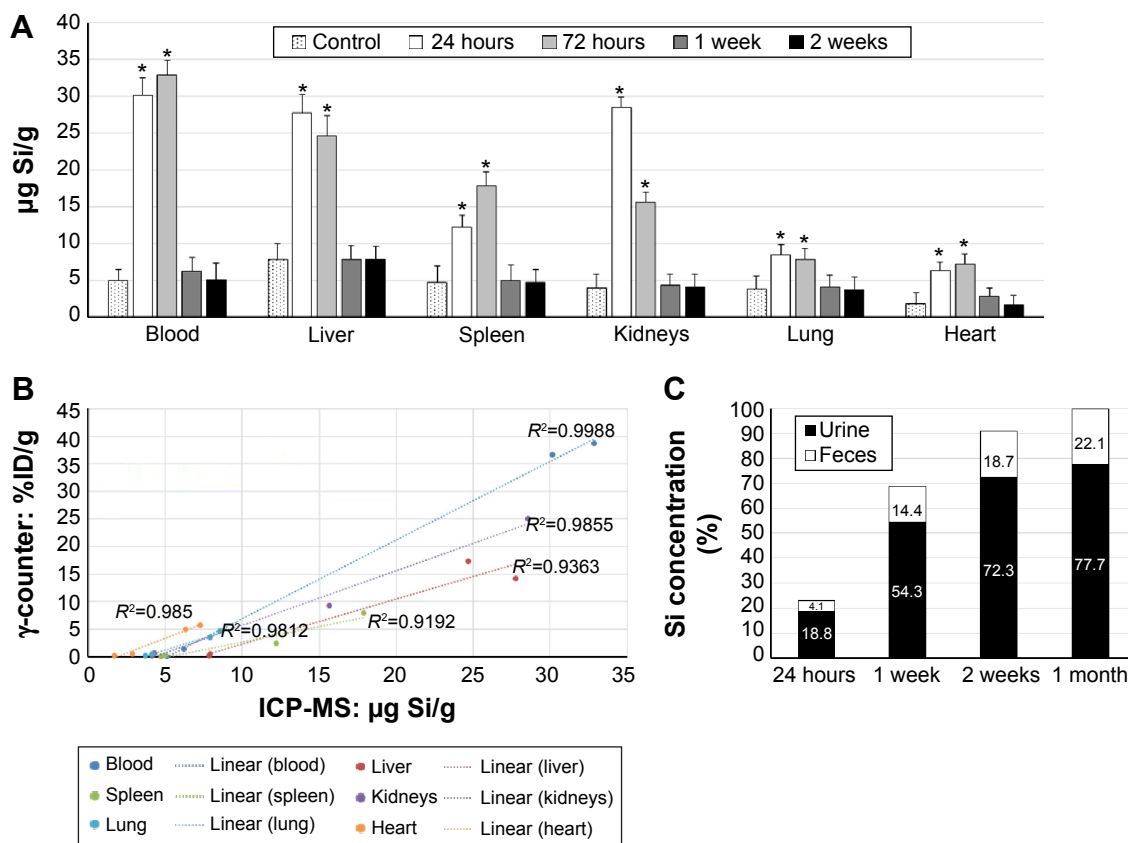 A
Control 24 hours 72 hours 1 week 2 weeks
µg Si/g
40
35
30
25
20
15
10
5
0
* *
* *
* *
* *
* *
* *
Blood Liver Spleen Kidneys Lung Heart
B
γ-counter: %ID/g
45
40
35
30
25
20
15
10
5
0
R²=0.9988
R²=0.9855
R²=0.9363
R²=0.985
R²=0.9812
R²=0.9192
0 5 10 15 20 25 30 35
ICP-MS: µg Si/g
Blood Linear (blood) Liver Linear (liver)
Spleen Linear (spleen) Kidneys Linear (kidneys)
Lung Linear (lung) Heart Linear (heart)
C
Si concentration
(%)
100
90
80
70
60
50
40
30
20
10
0
Urine
Feces
4.1
18.8
14.4
54.3
18.7
72.3
22.1
77.7
24 hours 1 week 2 weeks 1 month